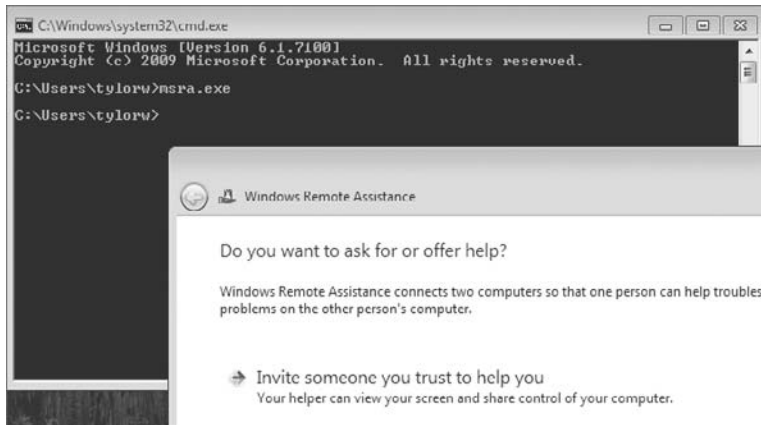 C:\Windows\system32\cmd.exe
Microsoft Windows [Version 6.1.7100]
Copyright (c) 2009 Microsoft Corporation.  All rights reserved.
C:\Users\tylorw>msra.exe
C:\Users\tylorw>
Windows Remote Assistance
Do you want to ask for or offer help?
Windows Remote Assistance connects two computers so that one person can help troubles
problems on the other person's computer.
Invite someone you trust to help you
Your helper can view your screen and share control of your computer.